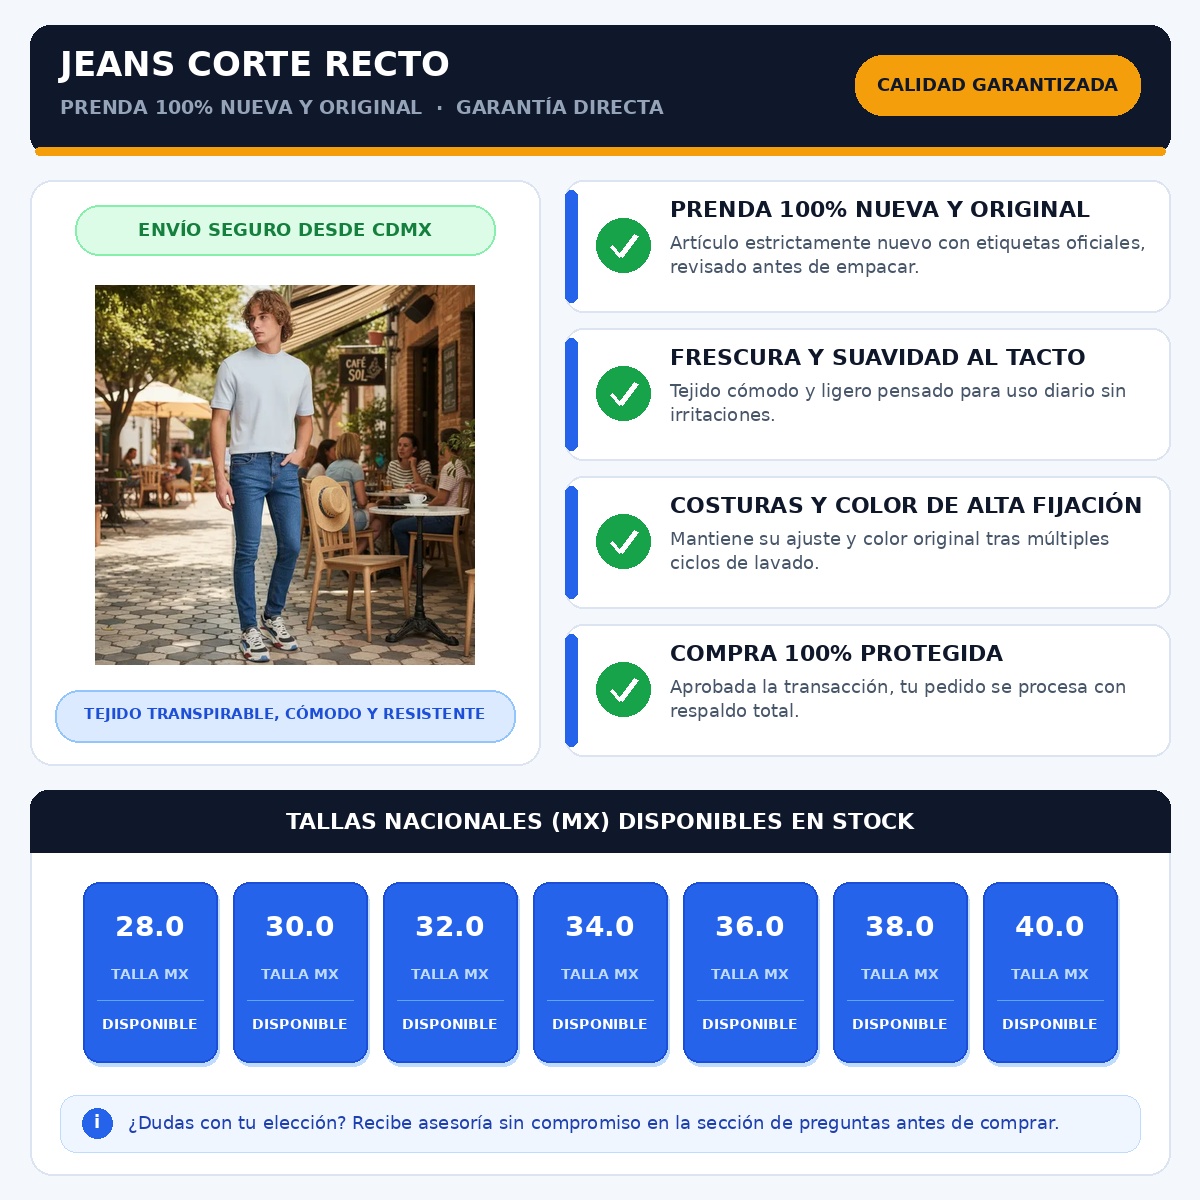 JEANS CORTE RECTO
PRENDA 100% NUEVA Y ORIGINAL · GARANTÍA DIRECTA
CALIDAD GARANTIZADA
ENVÍO SEGURO DESDE CDMX
CAFÉ
SOL
TEJIDO TRANSPIRABLE, CÓMODO Y RESISTENTE
PRENDA 100% NUEVA Y ORIGINAL
Artículo estrictamente nuevo con etiquetas oficiales,
revisado antes de empacar.
FRESCURA Y SUAVIDAD AL TACTO
Tejido cómodo y ligero pensado para uso diario sin
irritaciones.
COSTURAS Y COLOR DE ALTA FIJACIÓN
Mantiene su ajuste y color original tras múltiples
ciclos de lavado.
COMPRA 100% PROTEGIDA
Aprobada la transacción, tu pedido se procesa con
respaldo total.
TALLAS NACIONALES (MX) DISPONIBLES EN STOCK
28.0 30.0 32.0 34.0 36.0 38.0 40.0
TALLA MX TALLA MX TALLA MX TALLA MX TALLA MX TALLA MX TALLA MX
DISPONIBLE DISPONIBLE DISPONIBLE DISPONIBLE DISPONIBLE DISPONIBLE DISPONIBLE
i ¿Dudas con tu elección? Recibe asesoría sin compromiso en la sección de preguntas antes de comprar.